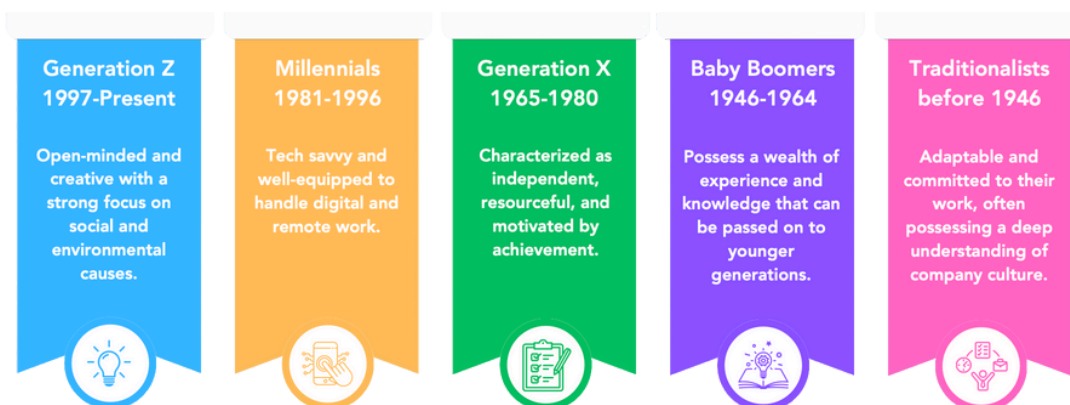 Generation Z
1997-Present
Open-minded and
creative with a
strong focus on
social and
environmental
causes.
Millennials
1981-1996
Tech savvy and
well-equipped to
handle digital and
remote work.
Generation X
1965-1980
Characterized as
independent,
resourceful, and
motivated by
achievement.
Baby Boomers
1946-1964
Possess a wealth of
experience and
knowledge that can
be passed on to
younger
generations.
Traditionalists
before 1946
Adaptable and
committed to their
work, often
possessing a deep
understanding of
company culture.